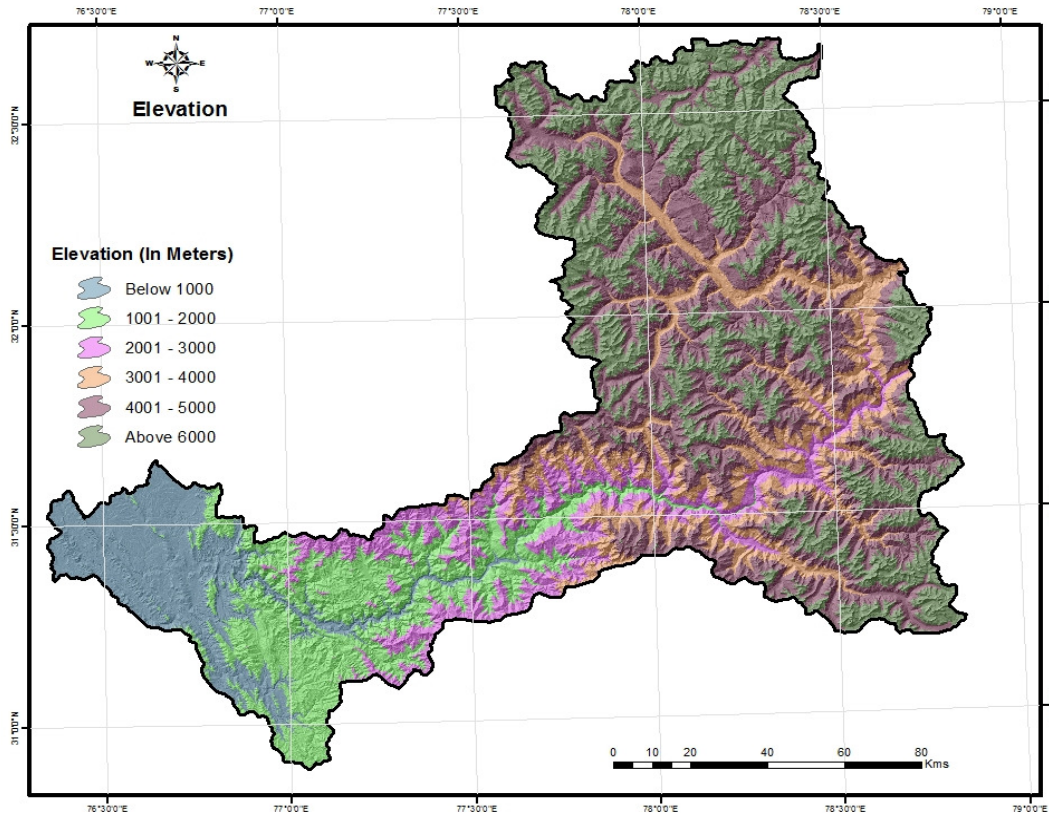 76°30'0"E 77°0'0"E 77°30'0"E 78°0'0"E 78°30'0"E 79°0'0"E
N
W E
S
Elevation
32°30'0"N
Elevation (In Meters)
Below 1000
1001 - 2000
2001 - 3000
3001 - 4000
4001 - 5000
Above 6000
32°0'0"N
31°30'0"N
31°0'0"N
0 10 20 40 60 80
Kms
76°30'0"E 77°0'0"E 77°30'0"E 78°0'0"E 78°30'0"E 79°0'0"E